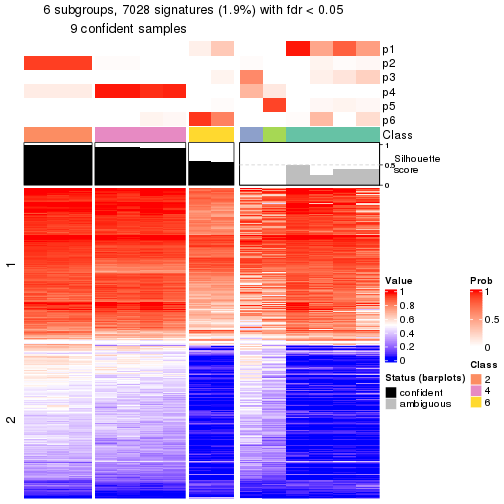 6 subgroups, 7028 signatures (1.9%) with fdr < 0.05
9 confident samples
p1
p2
p3
p4
p5
p6
Class
1
0.5
0
Silhouette
score
1
2
Value
1
0.8
0.6
0.4
0.2
0
Prob
1
0.5
0
Status (barplots)
confident
ambiguous
Class
2
4
6